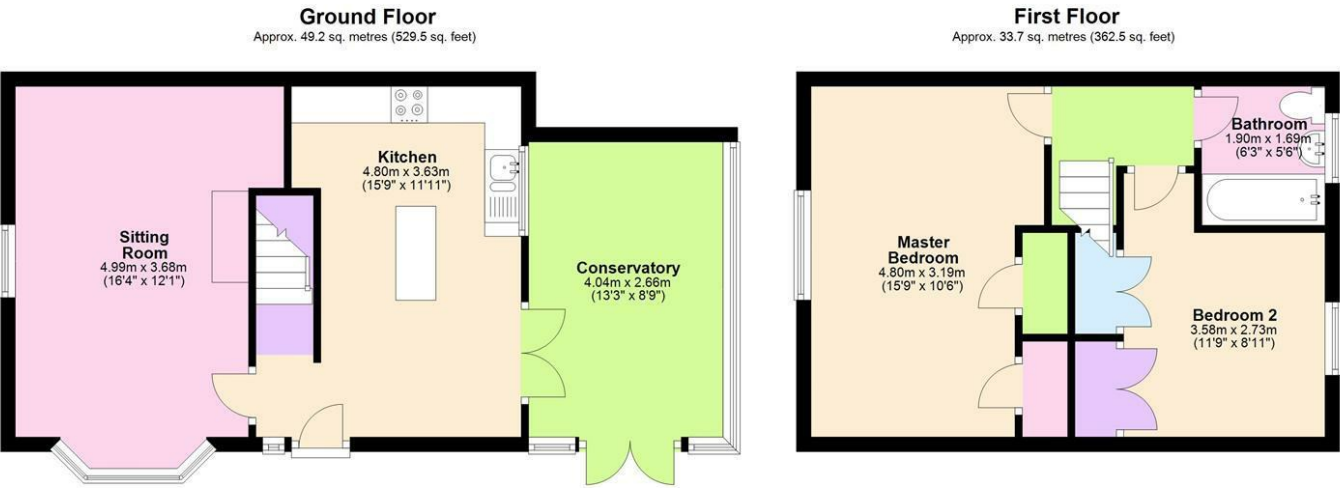 Ground Floor
Approx. 49.2 sq. metres (529.5 sq. feet)
First Floor
Approx. 33.7 sq. metres (362.5 sq. feet)
Kitchen
4.80m x 3.63m
(15'9" x 11'11")
Sitting
Room
4.99m x 3.68m
(16'4" x 12'1")
Conservatory
4.04m x 2.66m
(13'3" x 8'9")
Bathroom
1.90m x 1.69m
(6'3" x 5'6")
Master
Bedroom
4.80m x 3.19m
(15'9" x 10'6")
Bedroom 2
3.58m x 2.73m
(11'9" x 8'11")